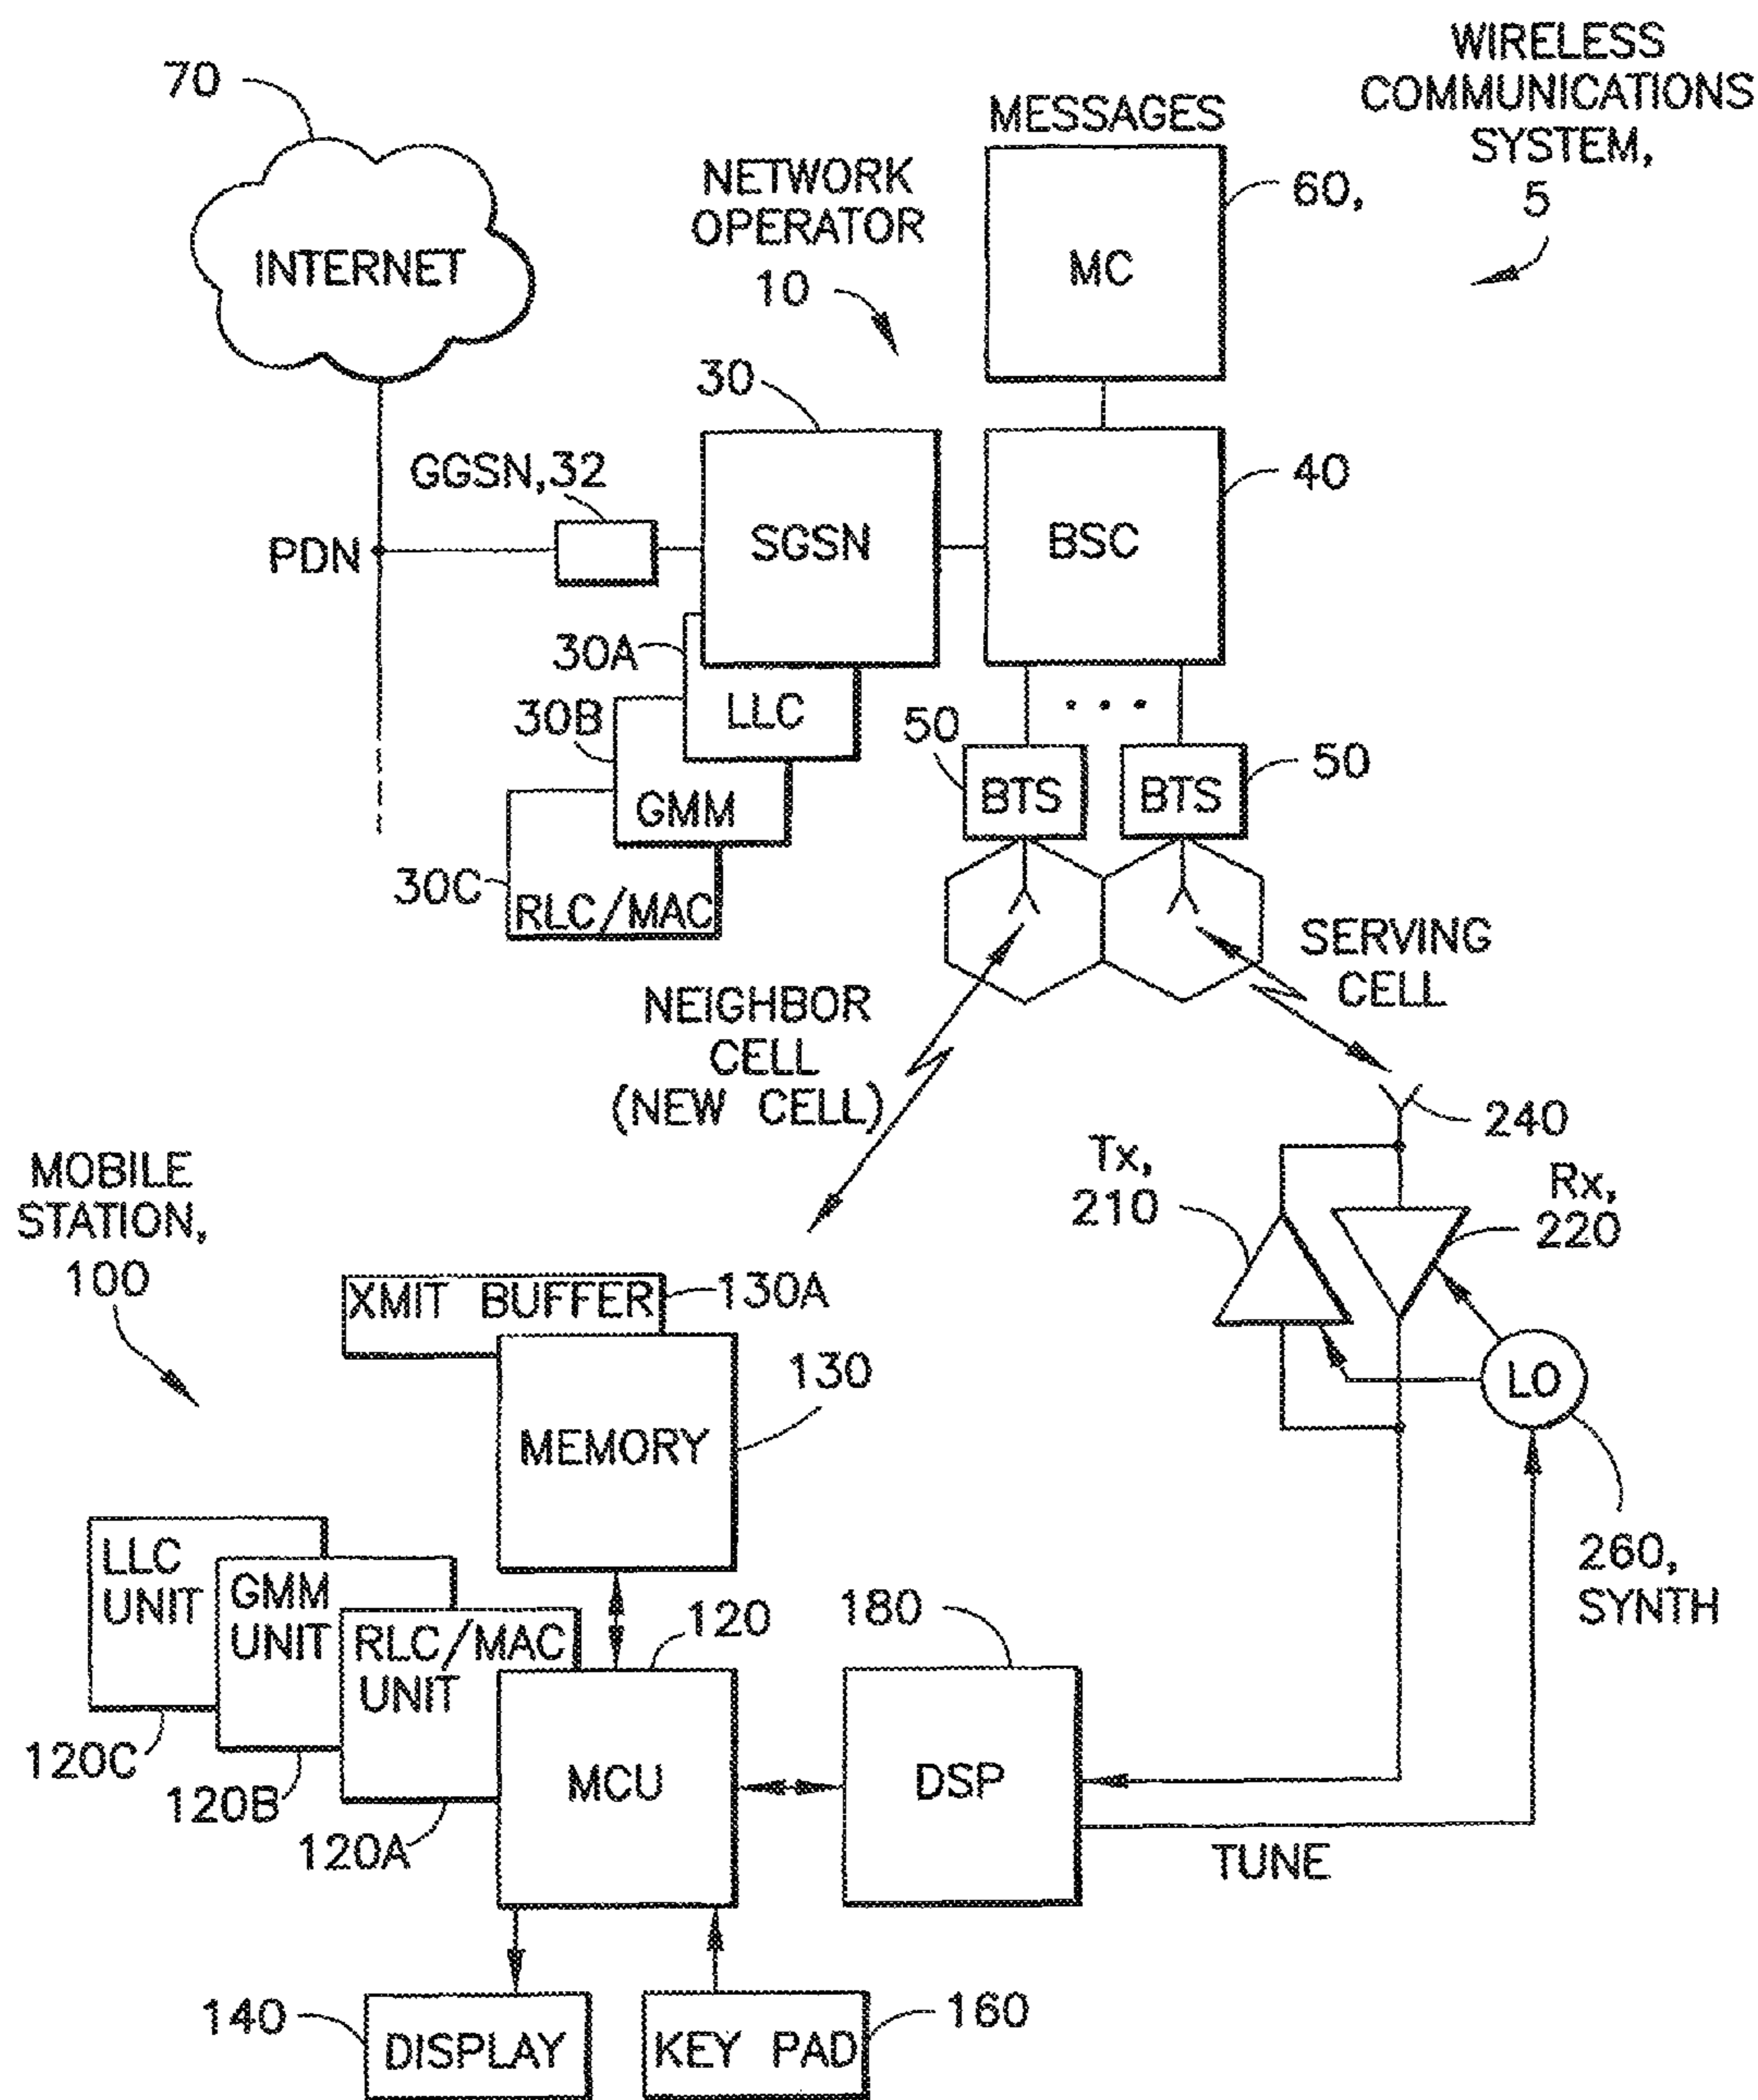 WIRELESS
COMMUNICATIONS
SYSTEM,
5
70
MESSAGES
NETWORK
OPERATOR
10
60,
INTERNET
MC
30
GGSN,32
40
PDN
SGSN
BSC
30A
LLC
30B
50
BTS
BTS
50
GMM
30C
RLC/MAC
SERVING
CELL
NEIGHBOR
CELL
(NEW CELL)
240
MOBILE
STATION,
100
Tx,
210
Rx,
220
XMIT BUFFER
130A
130
LO
MEMORY
LLC
UNIT
GMM
UNIT
RLC/MAC
UNIT
120
180
260,
SYNTH
120C
120B
120A
MCU
DSP
TUNE
140
DISPLAY
KEY PAD
160